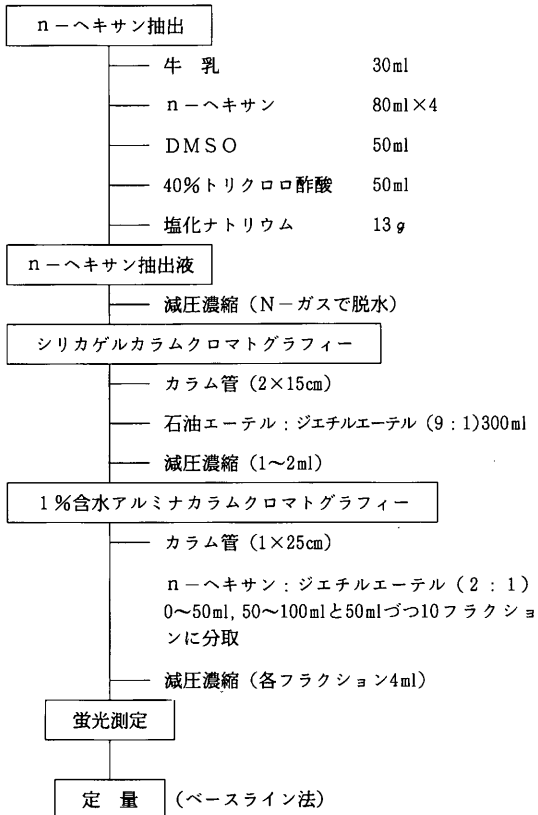 n－ヘキサン抽出
牛　乳　30ml
n－ヘキサン　80ml×4
DMSO　50ml
40%トリクロロ酢酸　50ml
塩化ナトリウム　13g
n－ヘキサン抽出液
減圧濃縮（N－ガスで脱水）
シリカゲルカラムクロマトグラフィー
カラム管（2×15cm）
石油エーテル：ジエチルエーテル（9：1）300ml
減圧濃縮（1～2ml）
1%含水アルミナカラムクロマトグラフィー
カラム管（1×25cm）
n－ヘキサン：ジエチルエーテル（2：1）
0～50ml, 50～100mlと50mlづつ10フラクショ
ンに分取
減圧濃縮（各フラクション4ml）
蛍光測定
定　量（ベースライン法）